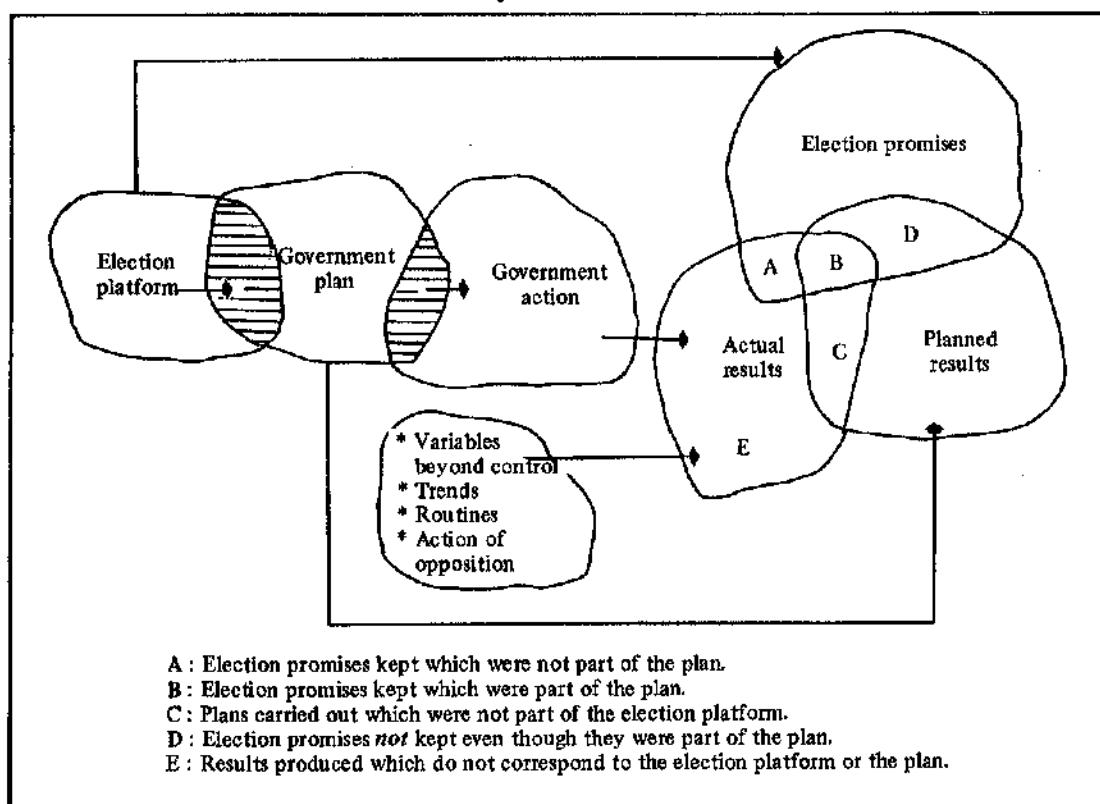 Election promises
D
A
B
Election
platform
Government
plan
Government
action
Actual
results
C
Planned
results
E
* Variables
beyond control
* Trends
* Routines
* Action of
opposition
A : Election promises kept which were not part of the plan.
B : Election promises kept which were part of the plan.
C : Plans carried out which were not part of the election platform.
D : Election promises not kept even though they were part of the plan.
E : Results produced which do not correspond to the election platform or the plan.